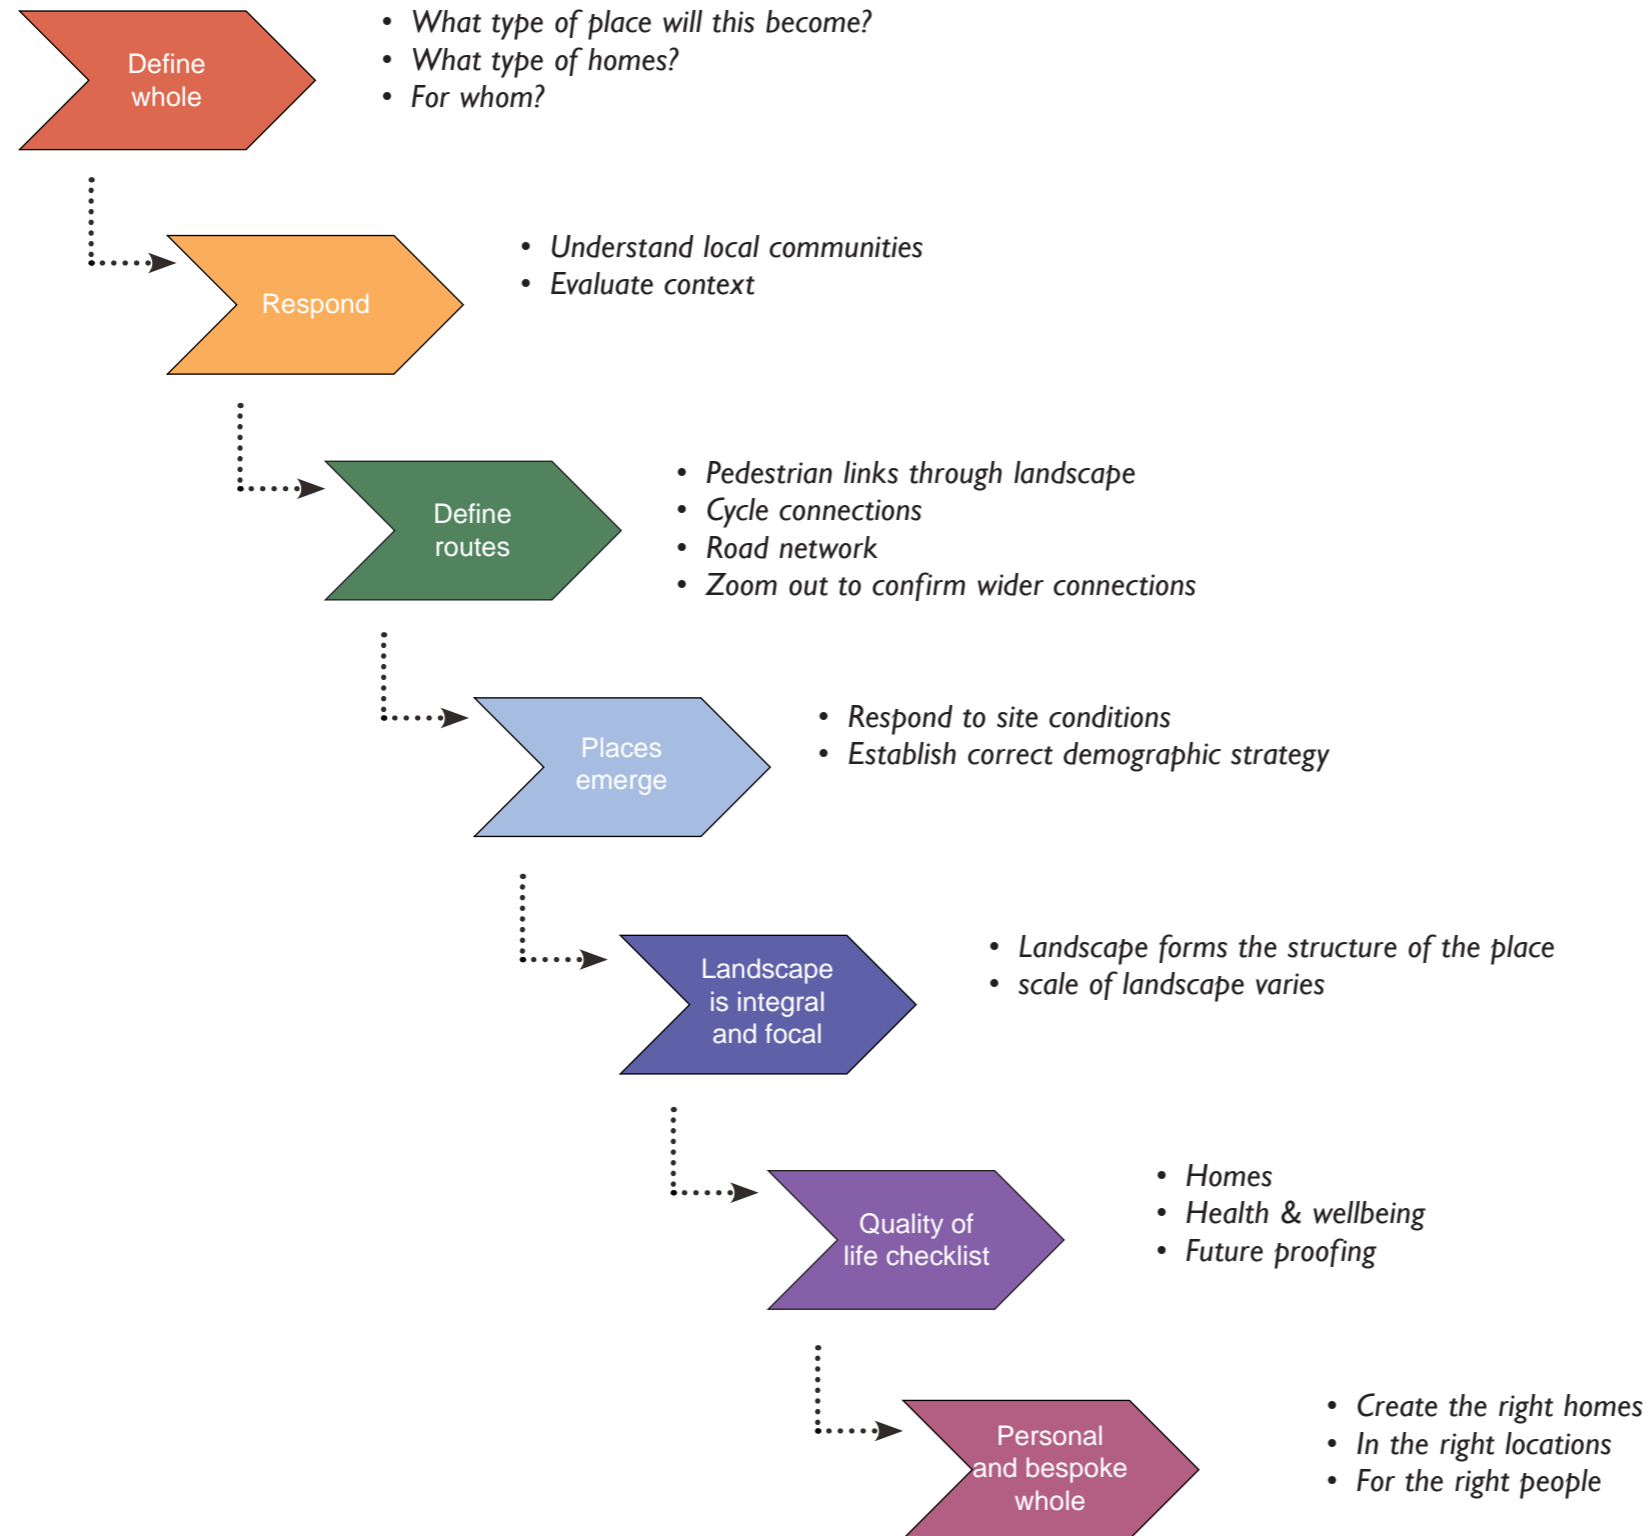 Define
whole
• What type of place will this become?
• What type of homes?
• For whom?
Respond
• Understand local communities
• Evaluate context
Define
routes
• Pedestrian links through landscape
• Cycle connections
• Road network
• Zoom out to confirm wider connections
Places
emerge
• Respond to site conditions
• Establish correct demographic strategy
Landscape
is integral
and focal
• Landscape forms the structure of the place
• scale of landscape varies
Quality of
life checklist
• Homes
• Health & wellbeing
• Future proofing
Personal
and bespoke
whole
• Create the right homes
• In the right locations
• For the right people